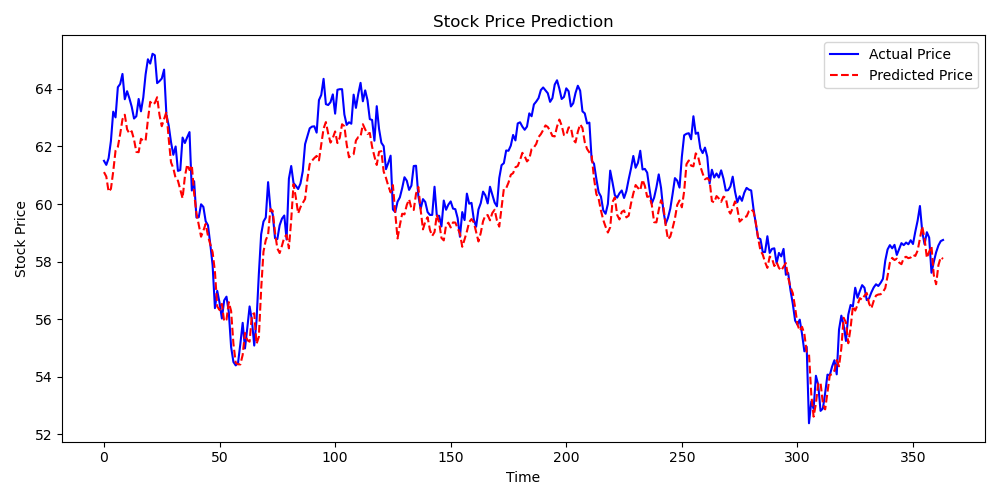 Stock Price Prediction
Actual Price
Predicted Price
Stock Price
64
62
60
58
56
54
52
0 50 100 150 200 250 300 350
Time